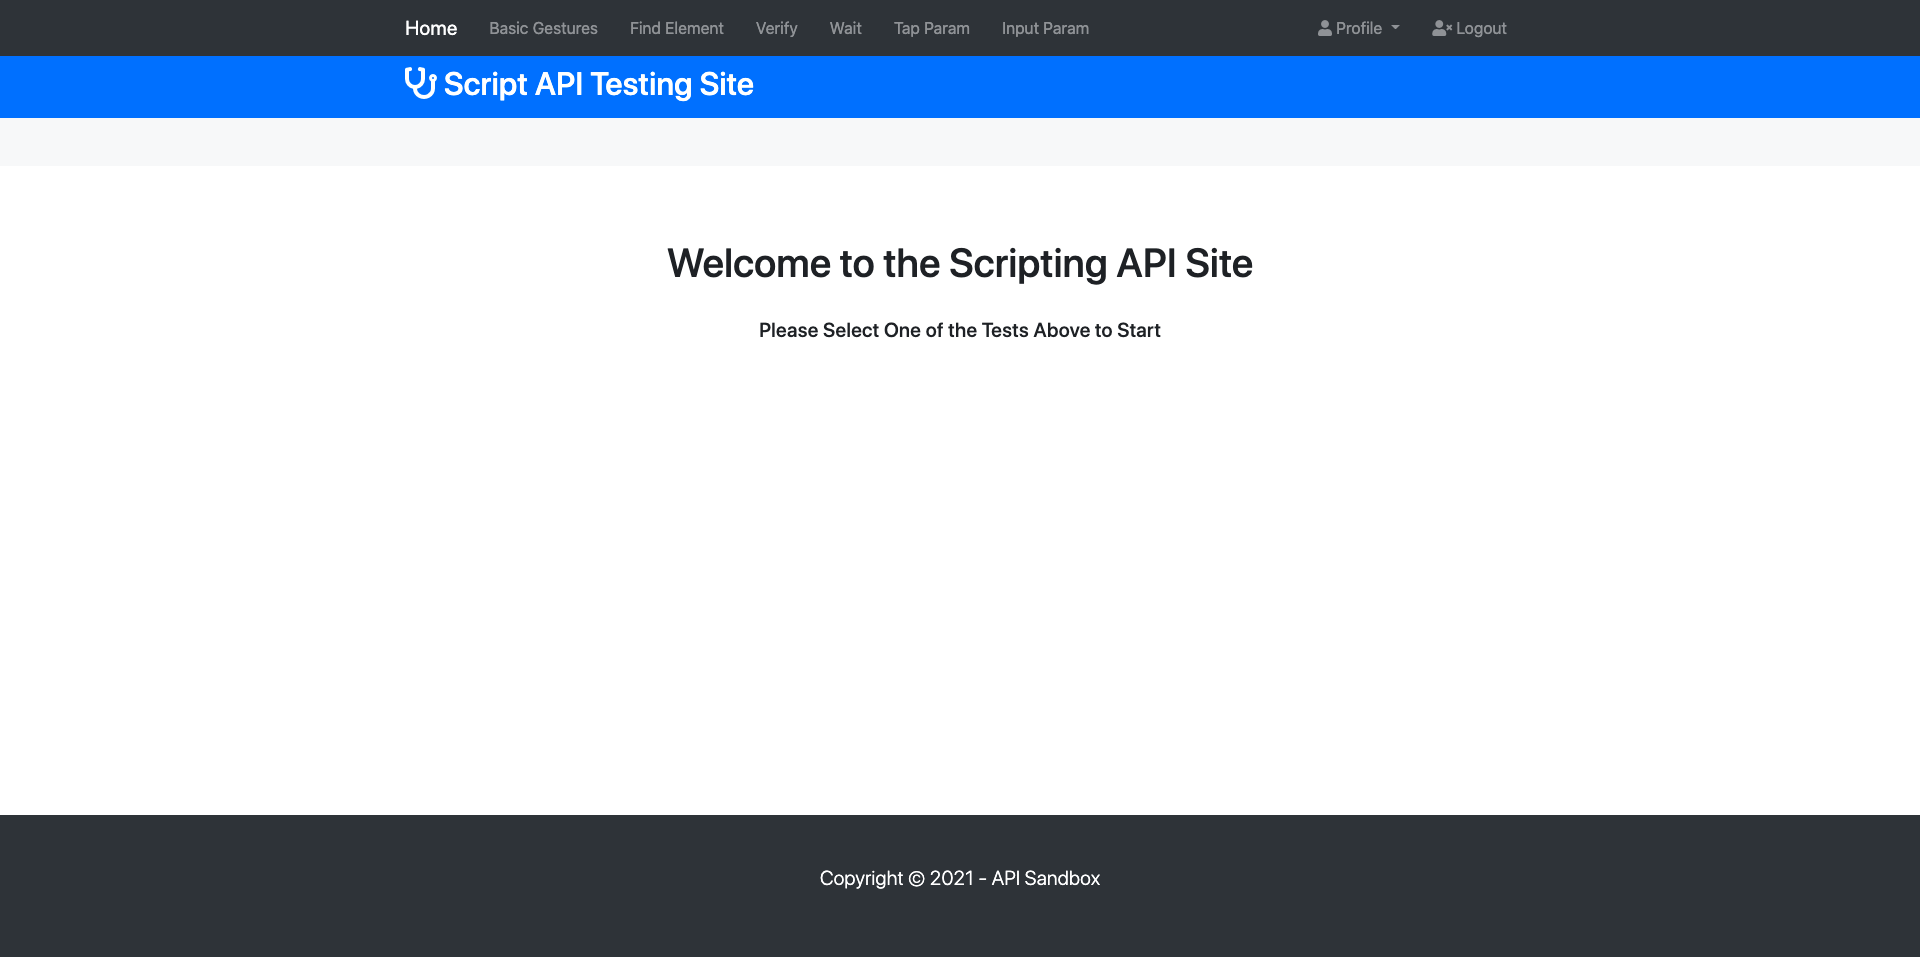 Home Basic Gestures Find Element Verify Wait Tap Param Input Param Profile Logout
Script API Testing Site
Welcome to the Scripting API Site
Please Select One of the Tests Above to Start
Copyright © 2021 - API Sandbox